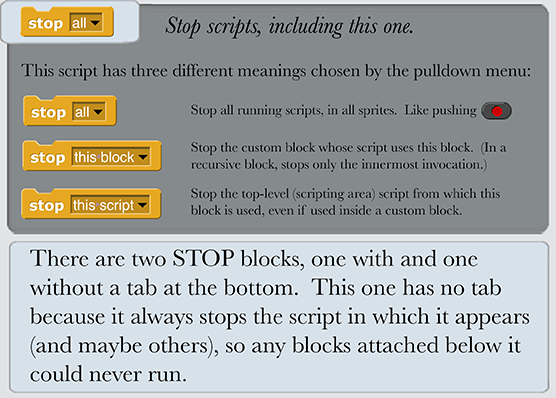 stop all
Stop scripts, including this one.
This script has three different meanings chosen by the pulldown menu:
stop all
Stop all running scripts, in all sprites. Like pushing
stop this block
Stop the custom block whose script uses this block. (In a
recursive block, stops only the innermost invocation.)
stop this script
Stop the top-level (scripting area) script from which this
block is used, even if used inside a custom block.
There are two STOP blocks, one with and one
without a tab at the bottom. This one has no tab
because it always stops the script in which it appears
(and maybe others), so any blocks attached below it
could never run.